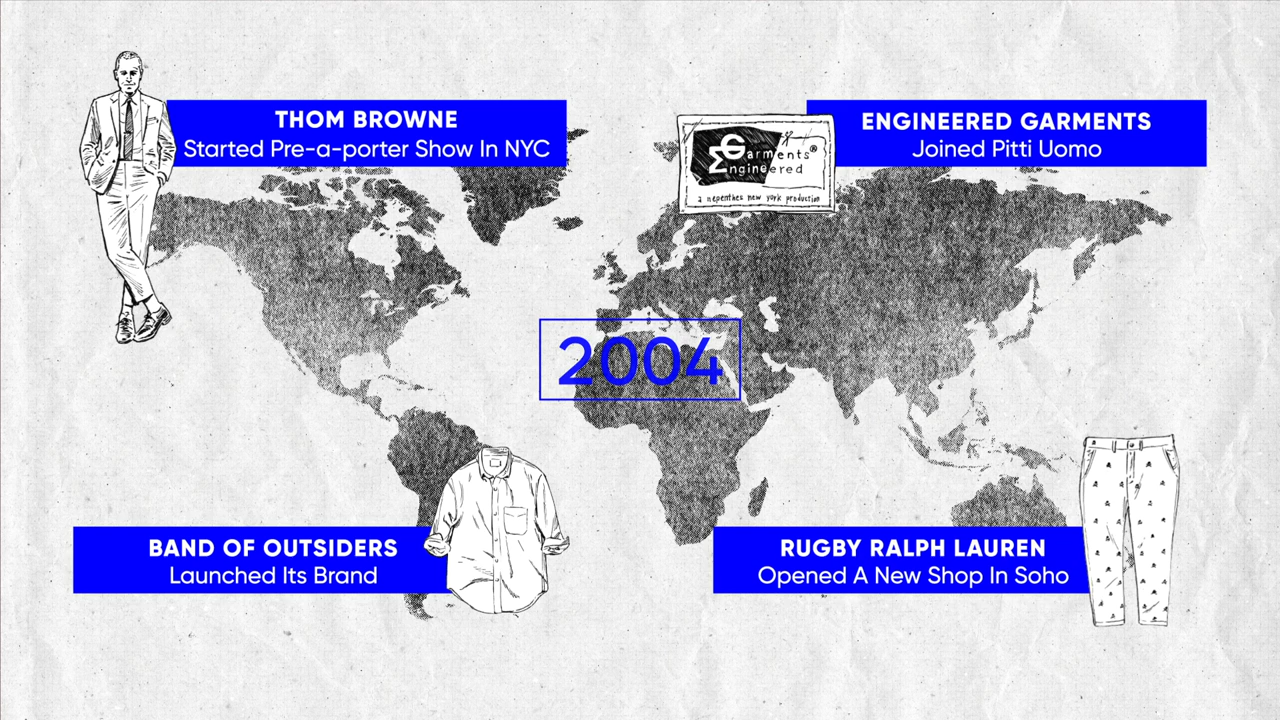 THOM BROWNE
Started Pre-a-porter Show In NYC
ENGINEERED GARMENTS
Joined Pitti Uomo
Garments®
Engineered
a nepenthes new york production
2004
BAND OF OUTSIDERS
Launched Its Brand
RUGBY RALPH LAUREN
Opened A New Shop In Soho